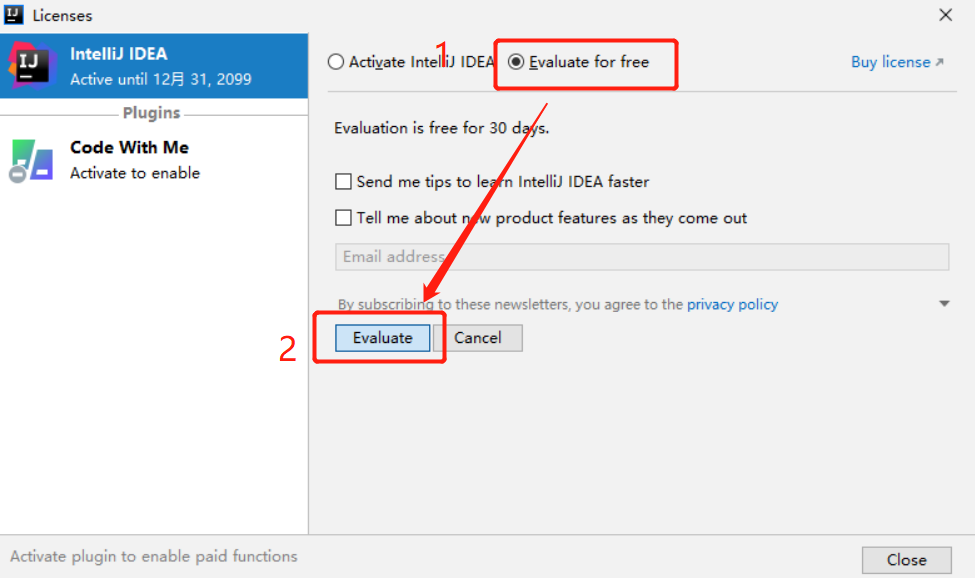 Licenses
IntelliJ IDEA
Active until 12月 31, 2099
Plugins
Code With Me
Activate to enable
1
Activate IntelliJ IDEA
Evaluate for free
Buy license
Evaluation is free for 30 days.
Send me tips to learn IntelliJ IDEA faster
Tell me about new product features as they come out
Email address
By subscribing to these newsletters, you agree to the privacy policy
2
Evaluate
Cancel
Activate plugin to enable paid functions
Close